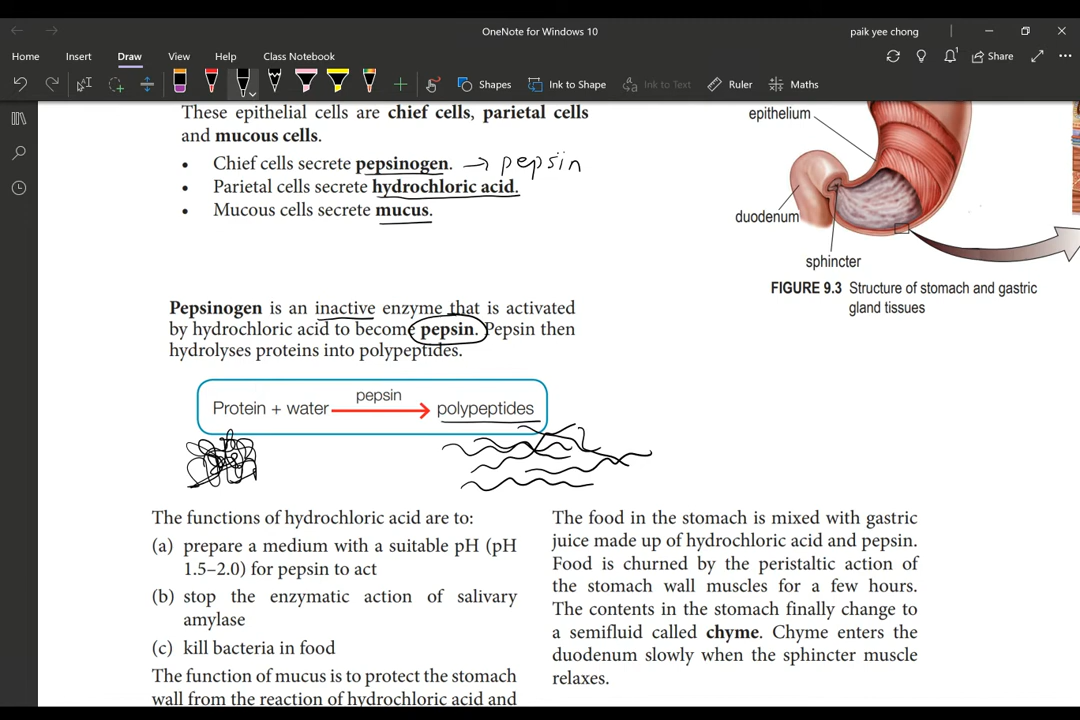 OneNote for Windows 10
paik yee chong
Home Insert Draw View Help Class Notebook
1
Share
Shapes Ink to Shape Ink to Text Ruler Maths
These epithelial cells are chief cells, parietal cells
and mucous cells.
• Chief cells secrete pepsinogen. → pepsin
• Parietal cells secrete hydrochloric acid.
• Mucous cells secrete mucus.
epithelium
duodenum
sphincter
FIGURE 9.3 Structure of stomach and gastric
gland tissues
Pepsinogen is an inactive enzyme that is activated
by hydrochloric acid to become pepsin. Pepsin then
hydrolyses proteins into polypeptides.
pepsin
Protein + water → polypeptides
The functions of hydrochloric acid are to:
(a) prepare a medium with a suitable pH (pH
1.5–2.0) for pepsin to act
(b) stop the enzymatic action of salivary
amylase
(c) kill bacteria in food
The function of mucus is to protect the stomach
wall from the reaction of hydrochloric acid and
The food in the stomach is mixed with gastric
juice made up of hydrochloric acid and pepsin.
Food is churned by the peristaltic action of
the stomach wall muscles for a few hours.
The contents in the stomach finally change to
a semifluid called chyme. Chyme enters the
duodenum slowly when the sphincter muscle
relaxes.